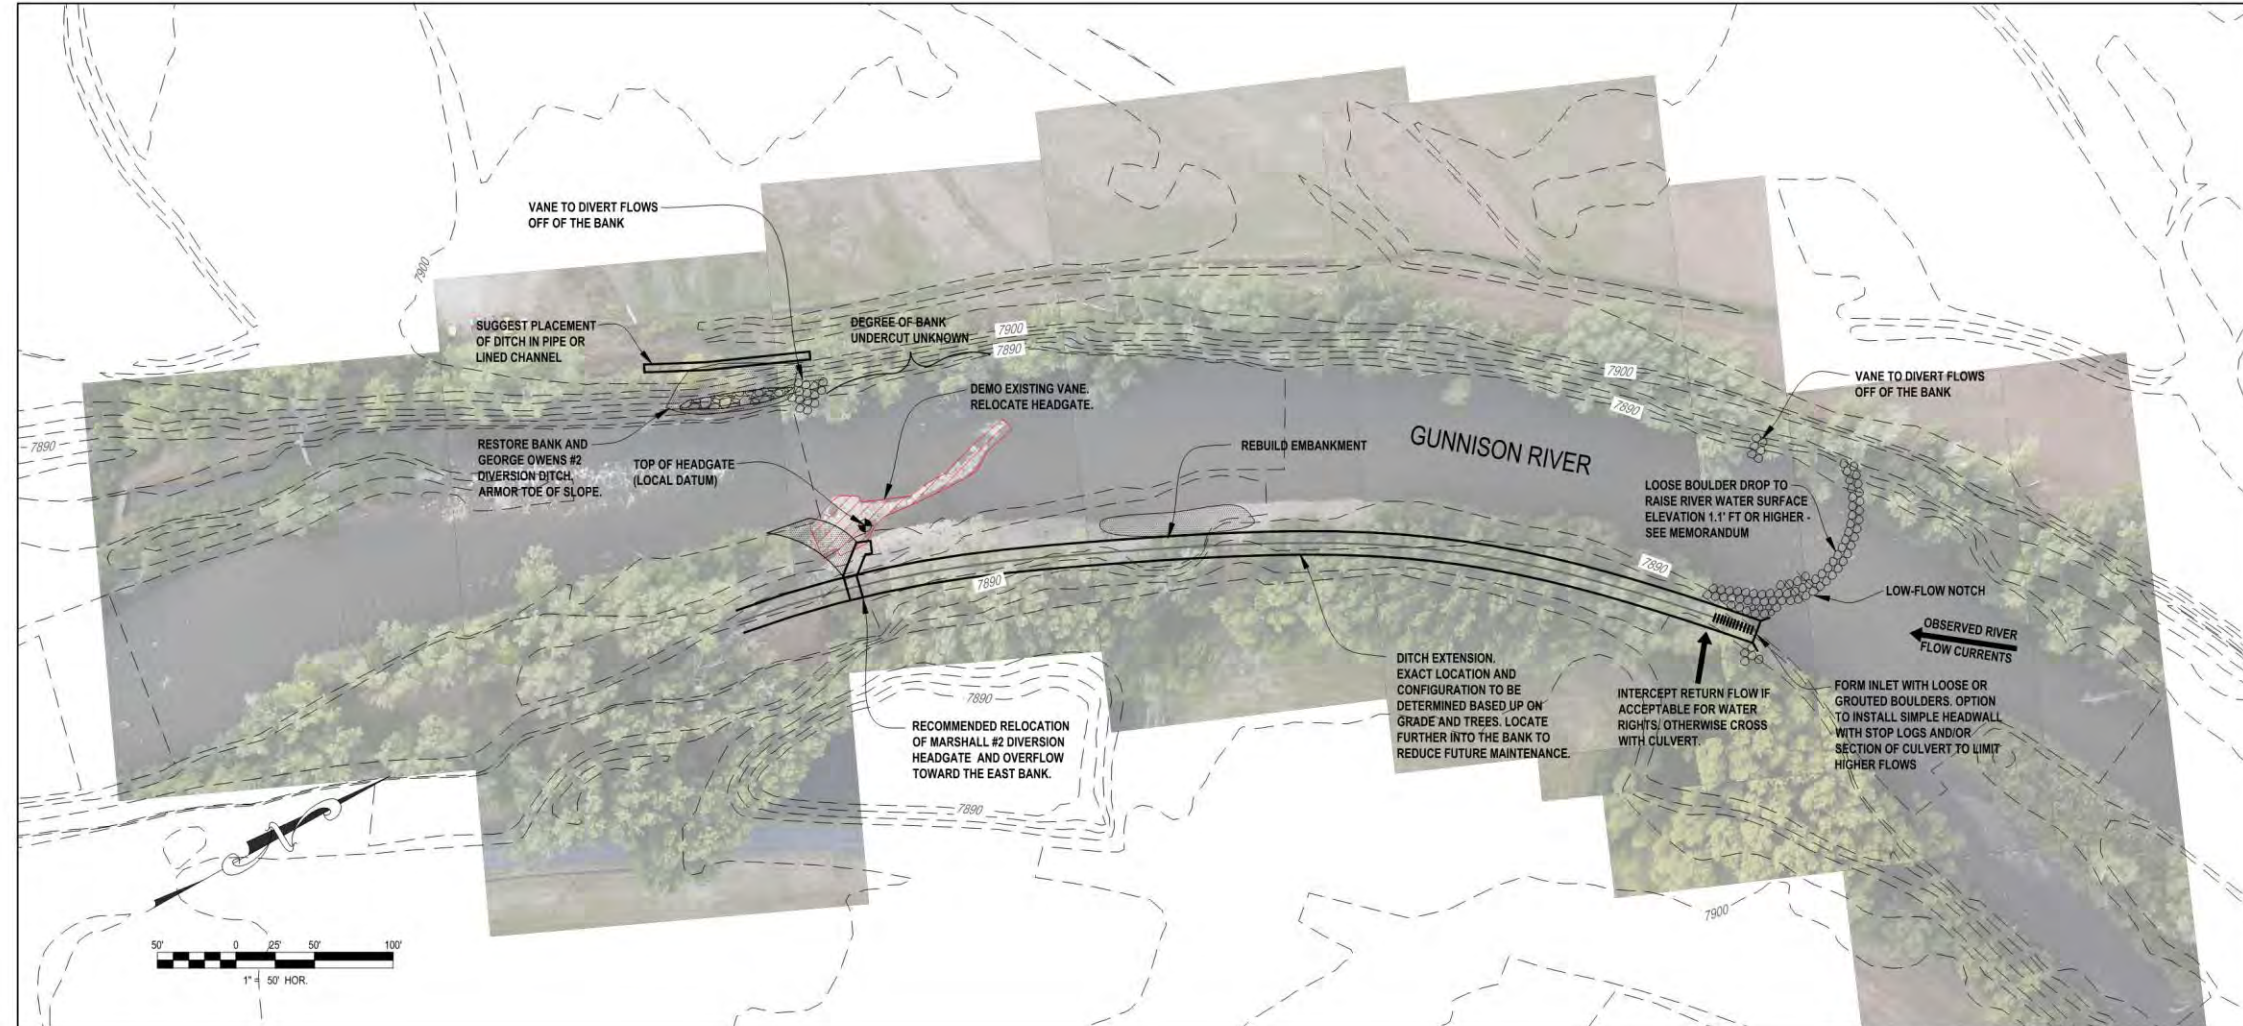 VANE TO DIVERT FLOWS
OFF OF THE BANK
7900
SUGGEST PLACEMENT
OF DITCH IN PIPE OR
LINED CHANNEL
DEGREE OF BANK
UNDERCUT UNKNOWN
7900
7890
DEMO EXISTING VANE.
RELOCATE HEADGATE.
7900
7890
VANE TO DIVERT FLOWS
OFF OF THE BANK
7890
RESTORE BANK AND
GEORGE OWENS #2
DIVERSION DITCH,
ARMOR TOE OF SLOPE.
TOP OF HEADGATE
(LOCAL DATUM)
REBUILD EMBANKMENT
GUNNISON RIVER
LOOSE BOULDER DROP TO
RAISE RIVER WATER SURFACE
ELEVATION 1.1' FT OR HIGHER -
SEE MEMORANDUM
7890
7890
LOW-FLOW NOTCH
OBSERVED RIVER
FLOW CURRENTS
RECOMMENDED RELOCATION
OF MARSHALL #2 DIVERSION
HEADGATE AND OVERFLOW
TOWARD THE EAST BANK.
7890
7890
DITCH EXTENSION.
EXACT LOCATION AND
CONFIGURATION TO BE
DETERMINED BASED UP ON
GRADE AND TREES. LOCATE
FURTHER INTO THE BANK TO
REDUCE FUTURE MAINTENANCE.
INTERCEPT RETURN FLOW IF
ACCEPTABLE FOR WATER
RIGHTS, OTHERWISE CROSS
WITH CULVERT.
FORM INLET WITH LOOSE OR
GROUTED BOULDERS. OPTION
TO INSTALL SIMPLE HEADWALL
WITH STOP LOGS AND/OR
SECTION OF CULVERT TO LIMIT
HIGHER FLOWS
7900
N
50' 0 25' 50' 100'
1" = 50' HOR.